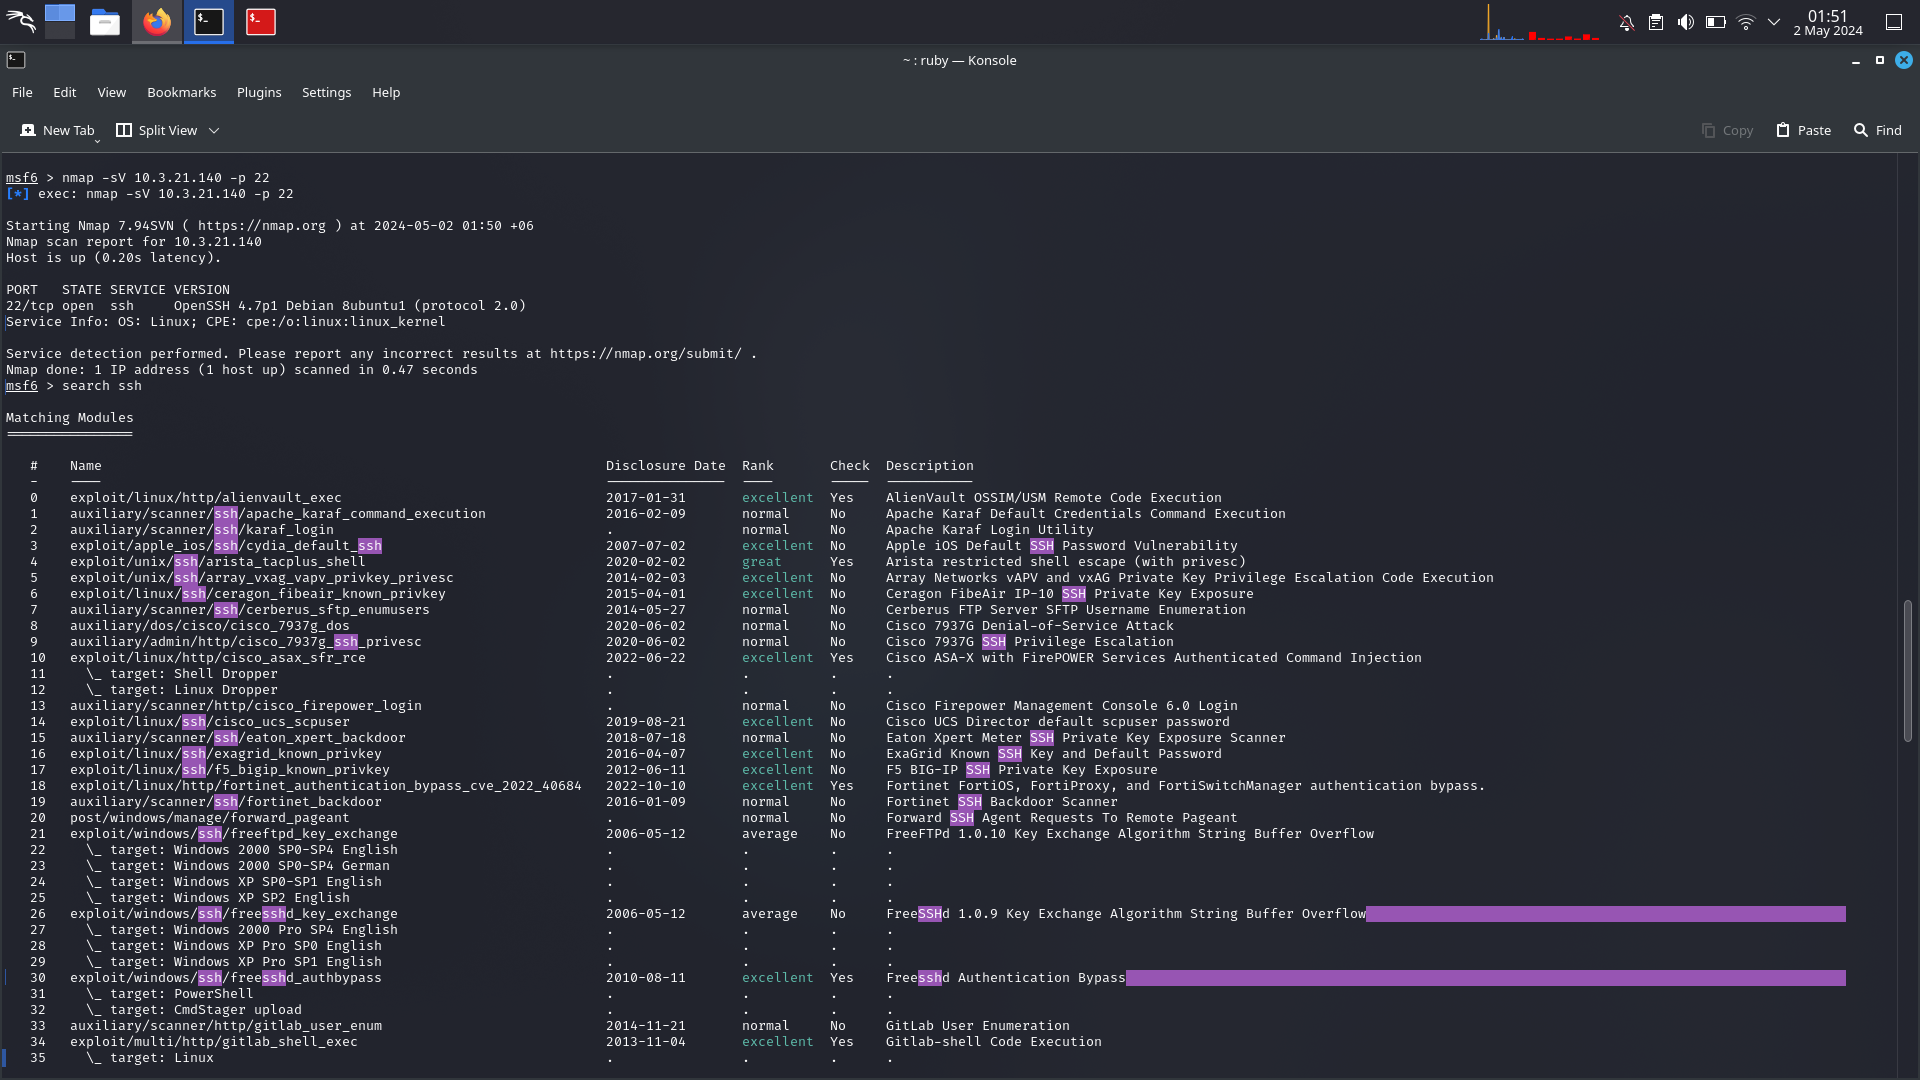 01:51
2 May 2024
~ : ruby — Konsole
File Edit View Bookmarks Plugins Settings Help
New Tab Split View Copy Paste Find
msf6 > nmap -sV 10.3.21.140 -p 22
[*] exec: nmap -sV 10.3.21.140 -p 22
Starting Nmap 7.94SVN ( https://nmap.org ) at 2024-05-02 01:50 +06
Nmap scan report for 10.3.21.140
Host is up (0.20s latency).
PORT STATE SERVICE VERSION
22/tcp open ssh OpenSSH 4.7p1 Debian 8ubuntu1 (protocol 2.0)
Service Info: OS: Linux; CPE: cpe:/o:linux:linux_kernel
Service detection performed. Please report any incorrect results at https://nmap.org/submit/ .
Nmap done: 1 IP address (1 host up) scanned in 0.47 seconds
msf6 > search ssh
Matching Modules
================
# Name Disclosure Date Rank Check Description
- ---- --------------- ---- ----- -----------
0 exploit/linux/http/alienvault_exec 2017-01-31 excellent Yes AlienVault OSSIM/USM Remote Code Execution
1 auxiliary/scanner/ssh/apache_karaf_command_execution 2016-02-09 normal No Apache Karaf Default Credentials Command Execution
2 auxiliary/scanner/ssh/karaf_login . normal No Apache Karaf Login Utility
3 exploit/apple_ios/ssh/cydia_default_ssh 2007-07-02 excellent No Apple iOS Default SSH Password Vulnerability
4 exploit/unix/ssh/arista_tacplus_shell 2020-02-02 great Yes Arista restricted shell escape (with privesc)
5 exploit/unix/ssh/array_vxag_vapv_privkey_privesc 2014-02-03 excellent No Array Networks vAPV and vxAG Private Key Privilege Escalation Code Execution
6 exploit/linux/ssh/ceragon_fibeair_known_privkey 2015-04-01 excellent No Ceragon FibeAir IP-10 SSH Private Key Exposure
7 auxiliary/scanner/ssh/cerberus_sftp_enumusers 2014-05-27 normal No Cerberus FTP Server SFTP Username Enumeration
8 auxiliary/dos/cisco/cisco_7937g_dos 2020-06-02 normal No Cisco 7937G Denial-of-Service Attack
9 auxiliary/admin/http/cisco_7937g_ssh_privesc 2020-06-02 normal No Cisco 7937G SSH Privilege Escalation
10 exploit/linux/http/cisco_asax_sfr_rce 2022-06-22 excellent Yes Cisco ASA-X with FirePOWER Services Authenticated Command Injection
11 \_ target: Shell Dropper . . . .
12 \_ target: Linux Dropper . . . .
13 auxiliary/scanner/http/cisco_firepower_login . normal No Cisco Firepower Management Console 6.0 Login
14 exploit/linux/ssh/cisco_ucs_scpuser 2019-08-21 excellent No Cisco UCS Director default scpuser password
15 auxiliary/scanner/ssh/eaton_xpert_backdoor 2018-07-18 normal No Eaton Xpert Meter SSH Private Key Exposure Scanner
16 exploit/linux/ssh/exagrid_known_privkey 2016-04-07 excellent No ExaGrid Known SSH Key and Default Password
17 exploit/linux/ssh/f5_bigip_known_privkey 2012-06-11 excellent No F5 BIG-IP SSH Private Key Exposure
18 exploit/linux/http/fortinet_authentication_bypass_cve_2022_40684 2022-10-10 excellent Yes Fortinet FortiOS, FortiProxy, and FortiSwitchManager authentication bypass.
19 auxiliary/scanner/ssh/fortinet_backdoor 2016-01-09 normal No Fortinet SSH Backdoor Scanner
20 post/windows/manage/forward_pageant . normal No Forward SSH Agent Requests To Remote Pageant
21 exploit/windows/ssh/freeftpd_key_exchange 2006-05-12 average No FreeFTPd 1.0.10 Key Exchange Algorithm String Buffer Overflow
22 \_ target: Windows 2000 SP0-SP4 English . . . .
23 \_ target: Windows 2000 SP0-SP4 German . . . .
24 \_ target: Windows XP SP0-SP1 English . . . .
25 \_ target: Windows XP SP2 English . . . .
26 exploit/windows/ssh/freesshd_key_exchange 2006-05-12 average No FreeSSHd 1.0.9 Key Exchange Algorithm String Buffer Overflow
27 \_ target: Windows 2000 Pro SP4 English . . . .
28 \_ target: Windows XP Pro SP0 English . . . .
29 \_ target: Windows XP Pro SP1 English . . . .
30 exploit/windows/ssh/freesshd_authbypass 2010-08-11 excellent Yes Freesshd Authentication Bypass
31 \_ target: PowerShell . . . .
32 \_ target: CmdStager upload . . . .
33 auxiliary/scanner/http/gitlab_user_enum 2014-11-21 normal No GitLab User Enumeration
34 exploit/multi/http/gitlab_shell_exec 2013-11-04 excellent Yes Gitlab-shell Code Execution
35 \_ target: Linux . . . .